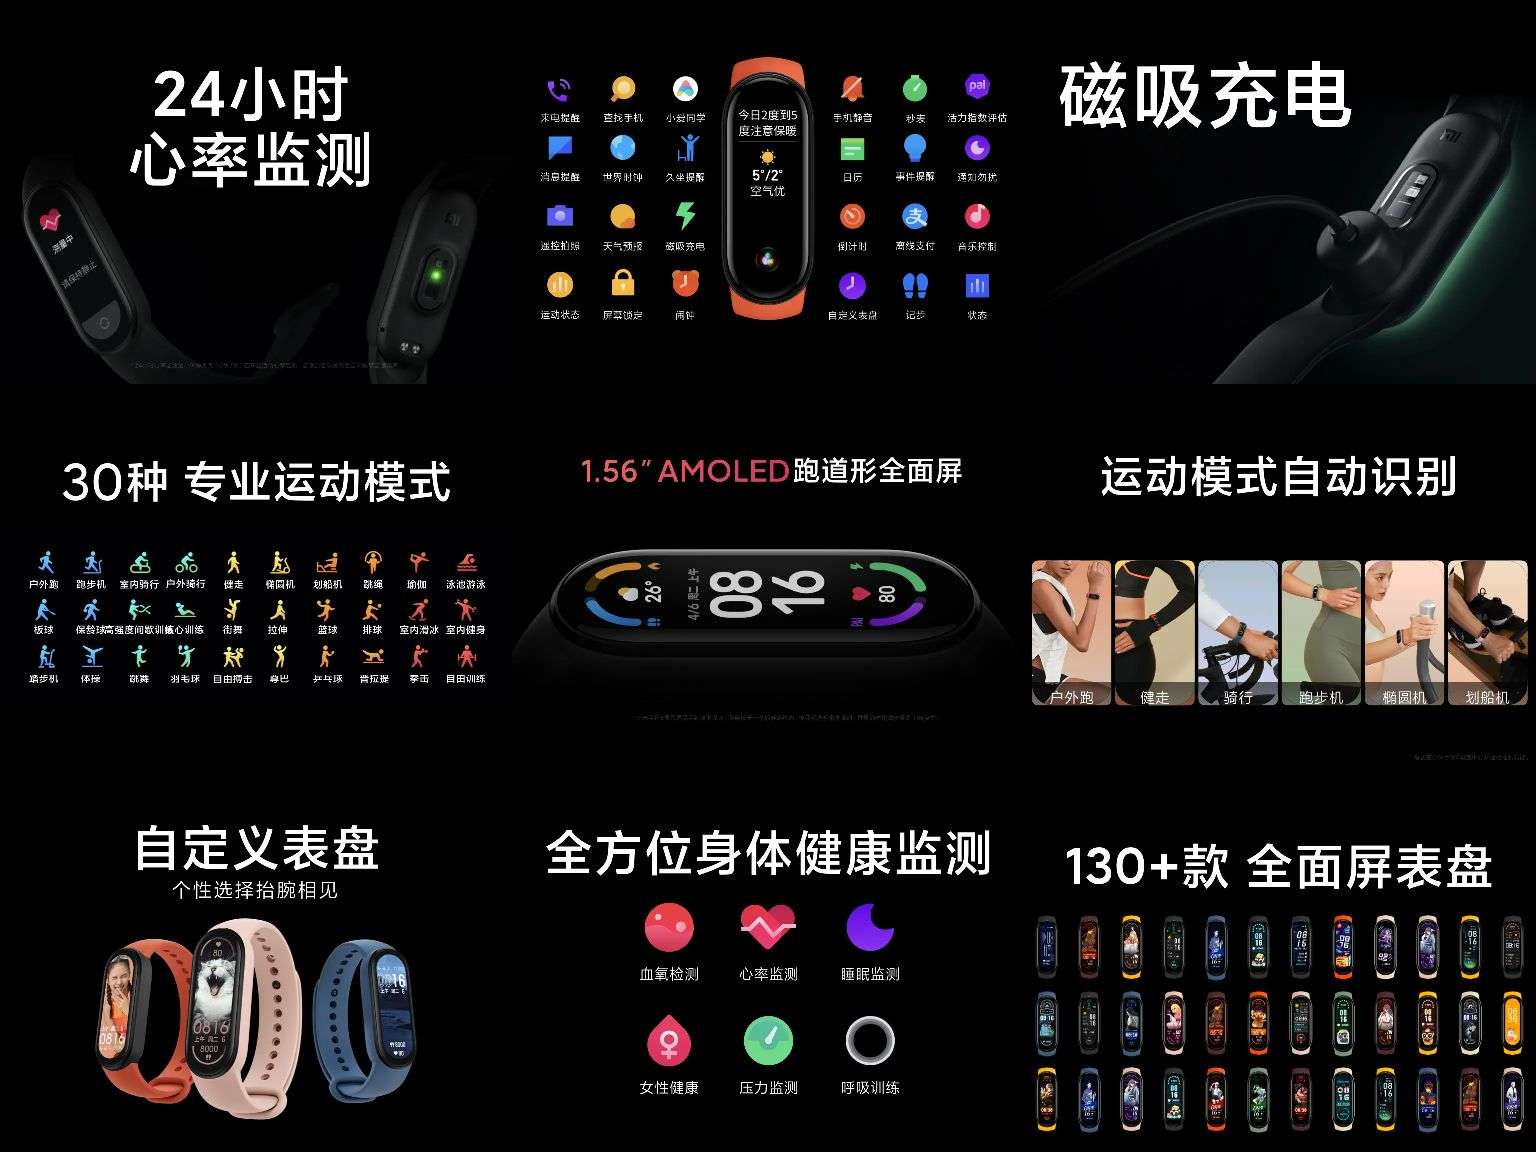 24小时
心率监测
测量中
请保持静止
来电提醒
查找手机
小爱同学
消息提醒
世界时钟
久坐提醒
遥控拍照
天气预报
磁吸充电
运动状态
屏幕锁定
闹钟
今日2度到5
度注意保暖
5°/2°
空气优
pai
手机静音
秒表
活力指数评估
日历
事件提醒
通知勿扰
倒计时
支
离线支付
音乐控制
自定义表盘
记步
状态
磁吸充电
30种 专业运动模式
户外跑 跑步机 室内骑行 户外骑行 健走 椭圆机 划船机 跳绳 瑜伽 泳池游泳
板球 保龄球 高强度间歇训练 核心训练 街舞 拉伸 篮球 排球 室内滑冰 室内健身
踏步机 体操 跳舞 羽毛球 自由搏击 尊巴 乒乓球 普拉提 拳击 自由训练
1.56” AMOLED跑道形全面屏
26°
4/6 周二 上午
08
16
80
运动模式自动识别
户外跑 健走 骑行 跑步机 椭圆机 划船机
自定义表盘
个性选择抬腕相见
0816
80
0816
上午 周二 6
8000
0816
全方位身体健康监测
血氧检测 心率监测 睡眠监测
女性健康 压力监测 呼吸训练
130+款 全面屏表盘